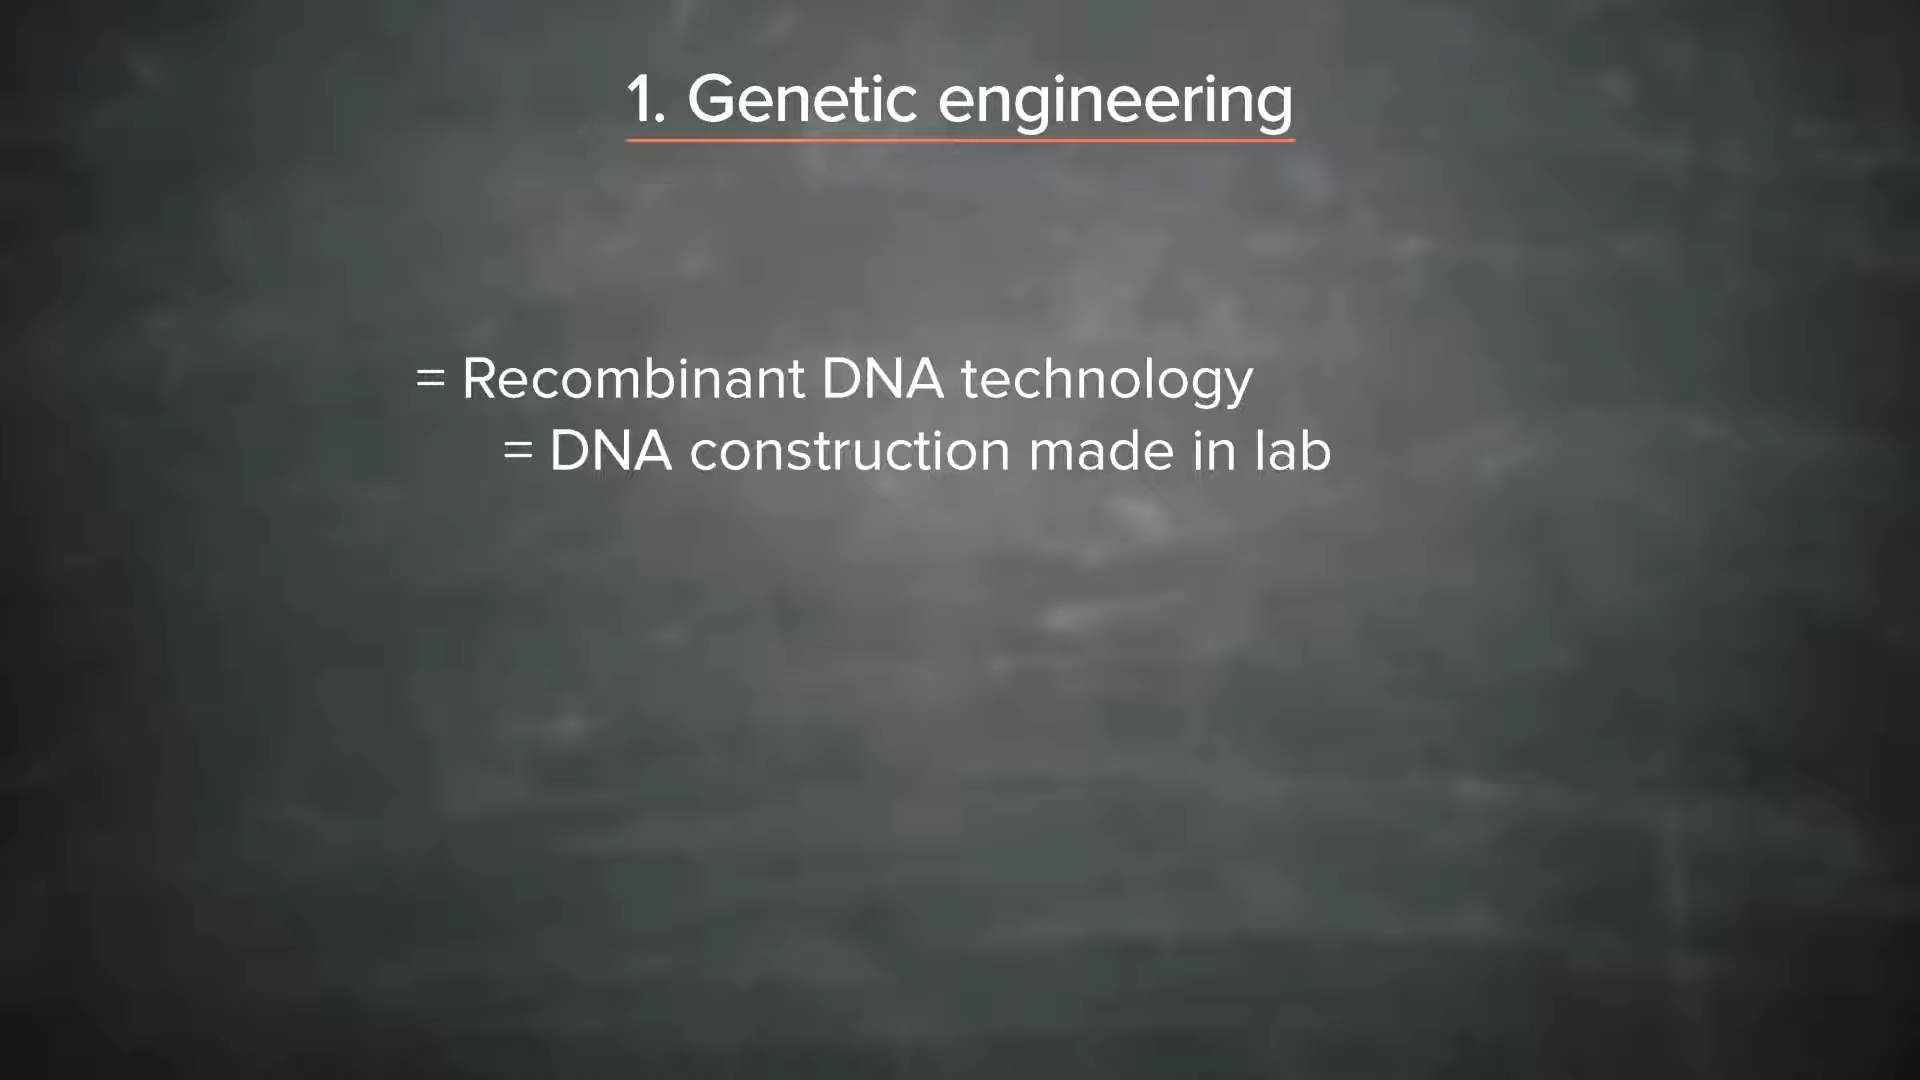 1. Genetic engineering
= Recombinant DNA technology
= DNA construction made in lab